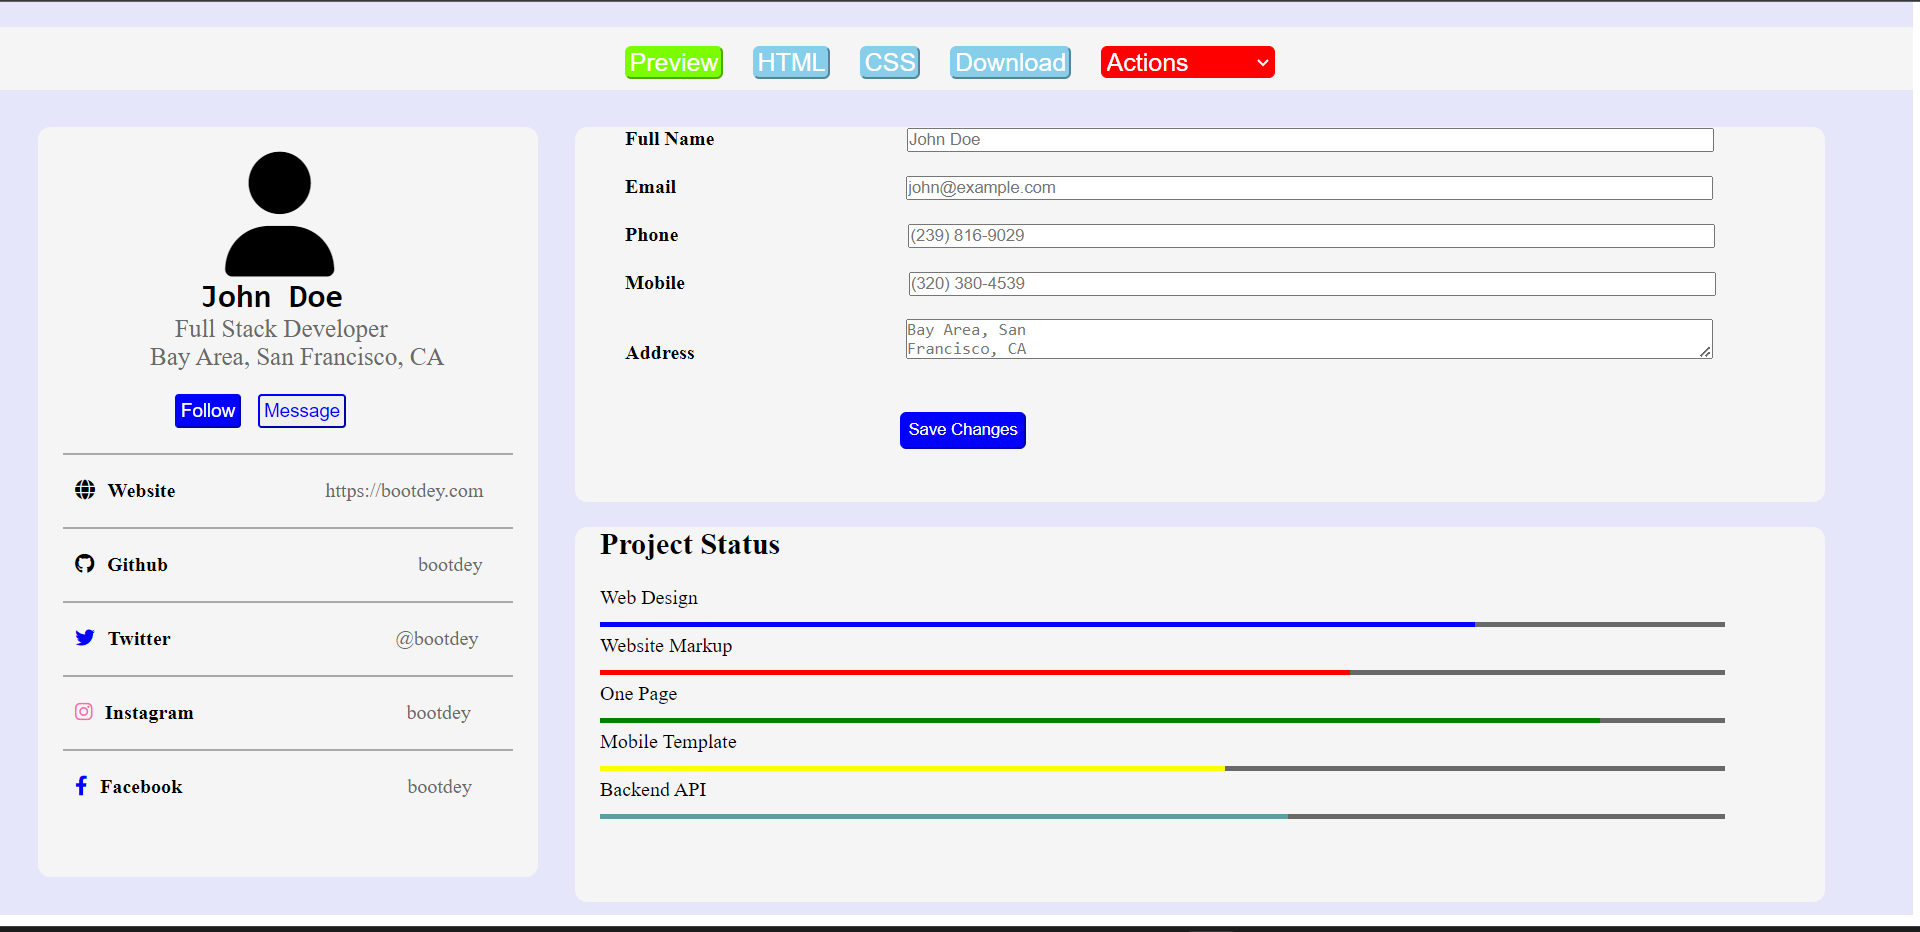 Preview HTML CSS Download Actions
John Doe
Full Stack Developer
Bay Area, San Francisco, CA
Follow Message
Website https://bootdey.com
Github bootdey
Twitter @bootdey
Instagram bootdey
Facebook bootdey
Full Name John Doe
Email john@example.com
Phone (239) 816-9029
Mobile (320) 380-4539
Address Bay Area, San
Francisco, CA
Save Changes
Project Status
Web Design
Website Markup
One Page
Mobile Template
Backend API